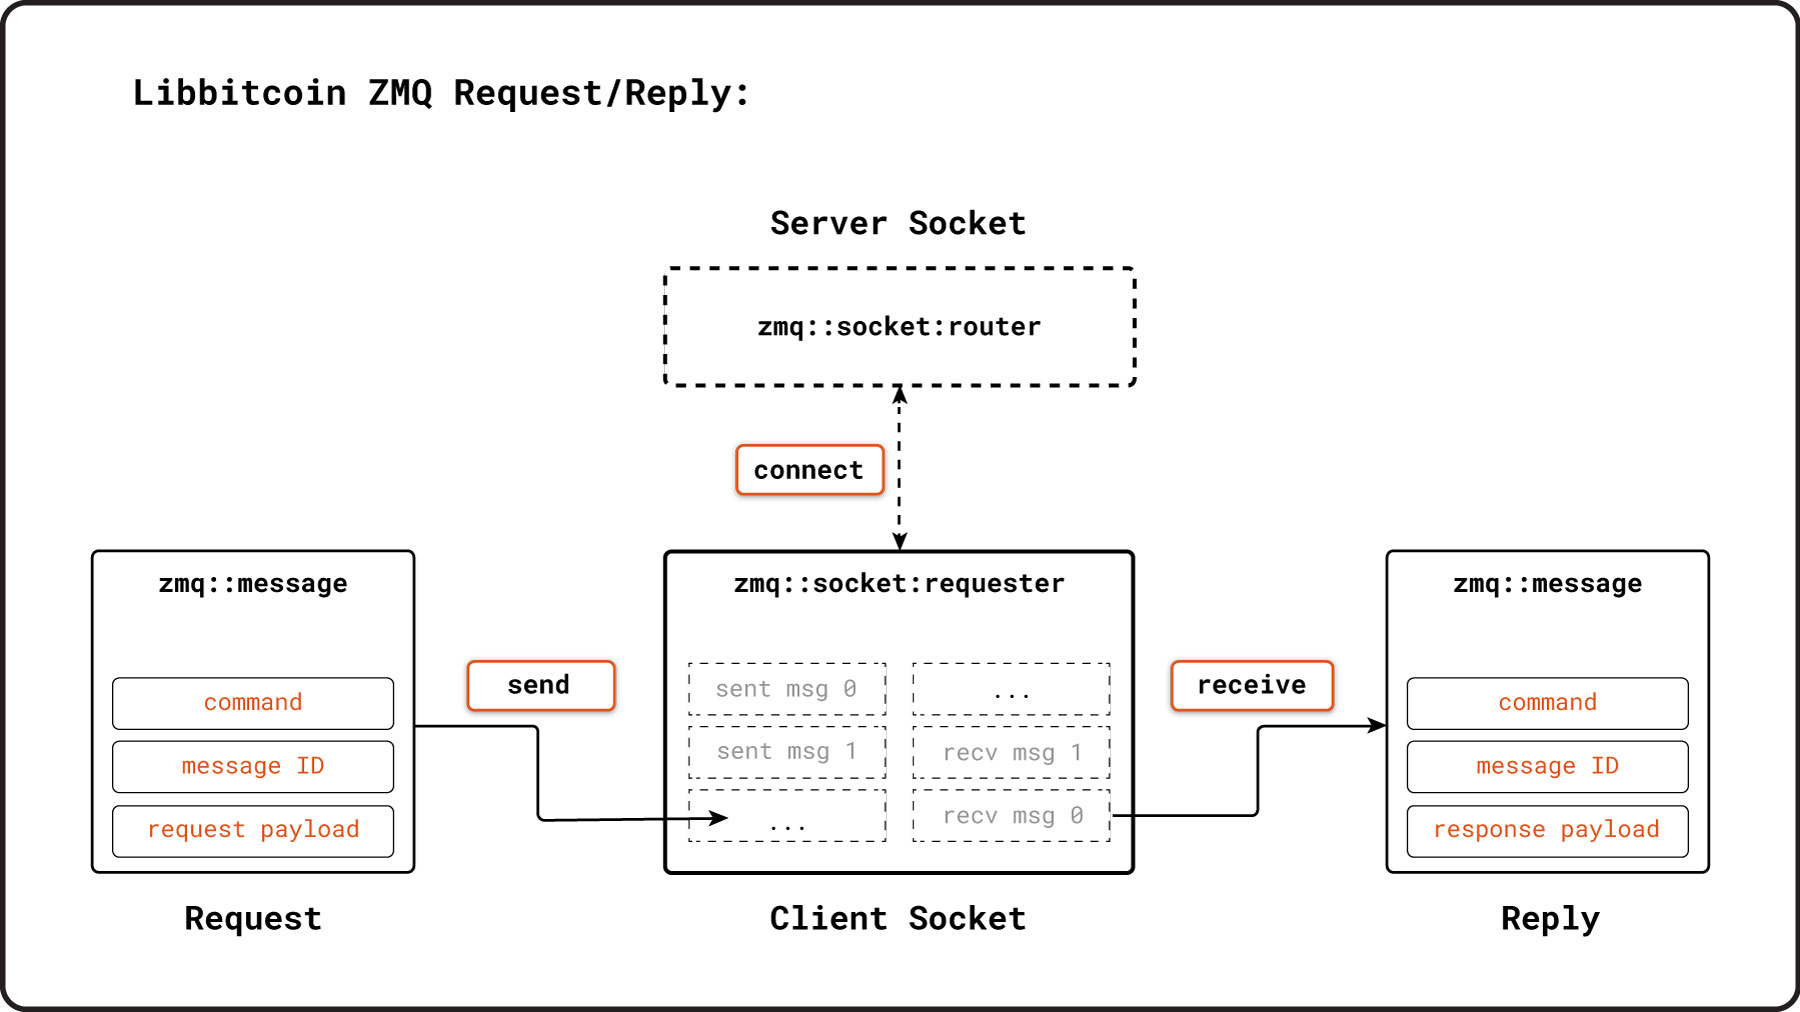 Libbitcoin ZMQ Request/Reply:
Server Socket
zmq::socket:router
connect
zmq::message
command
message ID
request payload
Request
send
zmq::socket:requester
sent msg 0
sent msg 1
...
...
recv msg 1
recv msg 0
Client Socket
receive
zmq::message
command
message ID
response payload
Reply